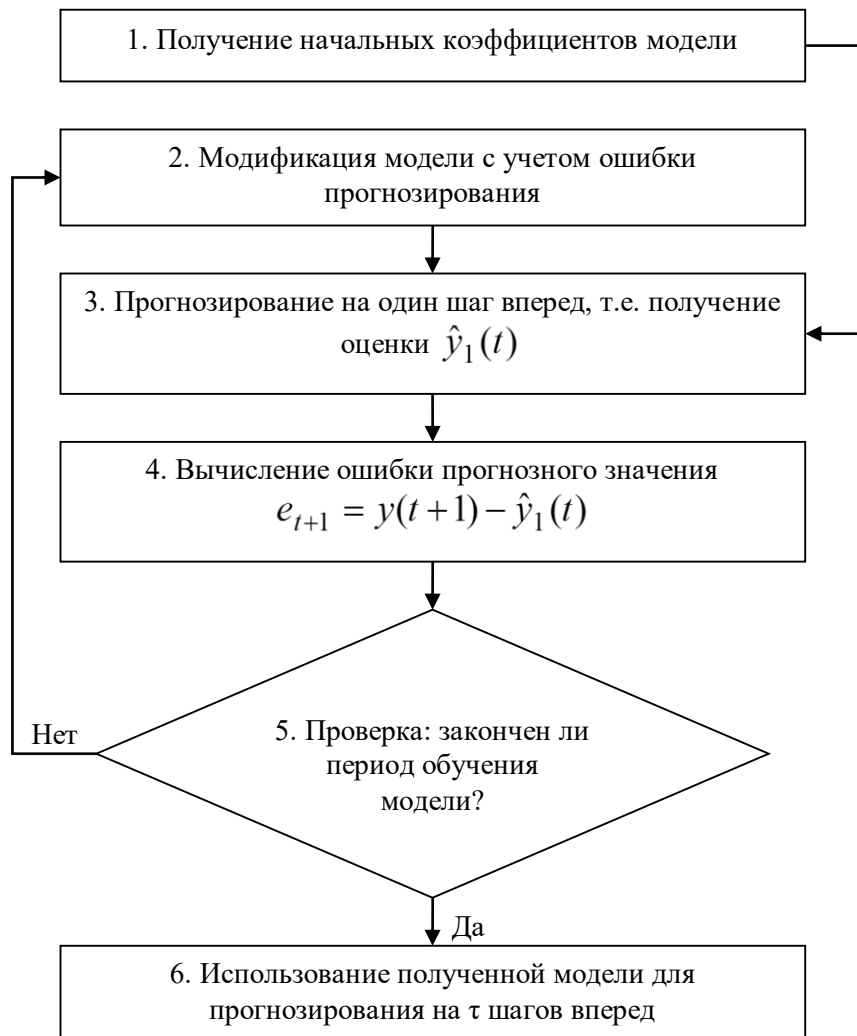 1. Получение начальных коэффициентов модели
2. Модификация модели с учетом ошибки
прогнозирования
3. Прогнозирование на один шаг вперед, т.е. получение
оценки ŷ₁(t)
4. Вычисление ошибки прогнозного значения
eₜ₊₁ = y(t+1) − ŷ₁(t)
Нет
5. Проверка: закончен ли
период обучения
модели?
Да
6. Использование полученной модели для
прогнозирования на τ шагов вперед